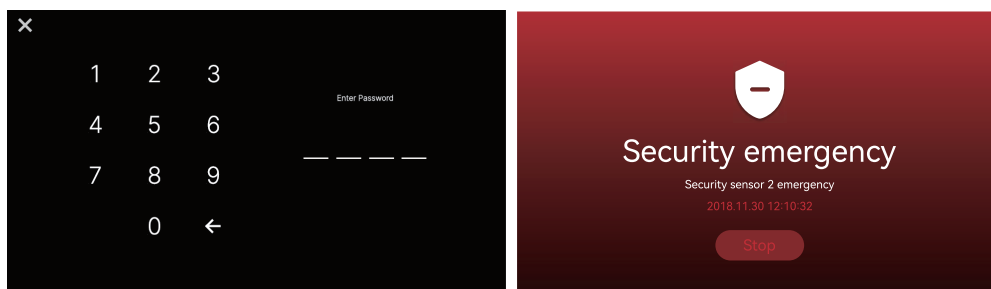 1 2 3
Enter Password
4 5 6
7 8 9
0
Security emergency
Security sensor 2 emergency
2018.11.30 12:10:32
Stop